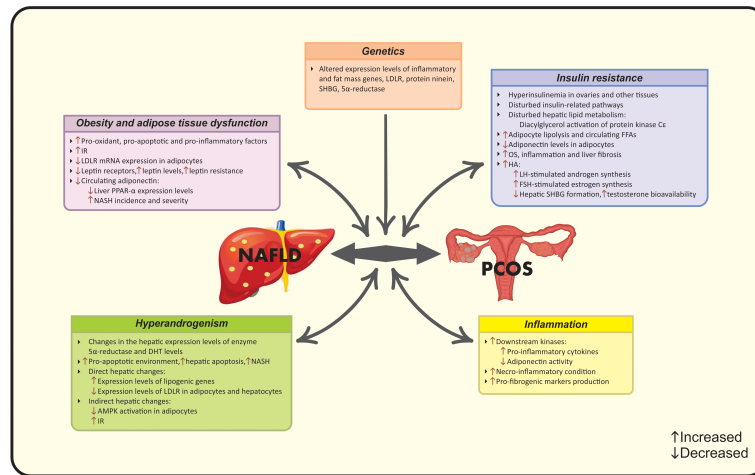 Genetics
Altered expression levels of inflammatory
and fat mass genes, LDLR, protein ninein,
SHBG, 5α-reductase
Insulin resistance
Hyperinsulinemia in ovaries and other tissues
Disturbed insulin-related pathways
Disturbed hepatic lipid metabolism:
Diacylglycerol activation of protein kinase Cε
↑Adipocyte lipolysis and circulating FFAs
↓Adiponectin levels in adipocytes
↑OS, inflammation and liver fibrosis
↑HA:
↑LH-stimulated androgen synthesis
↑FSH-stimulated estrogen synthesis
↓Hepatic SHBG formation,↑testosterone bioavailability
Obesity and adipose tissue dysfunction
↑Pro-oxidant, pro-apoptotic and pro-inflammatory factors
↑IR
↓LDLR mRNA expression in adipocytes
↓Leptin receptors,↑leptin levels,↑leptin resistance
↓Circulating adiponectin:
↓Liver PPAR-α expression levels
↑NASH incidence and severity
NAFLD
PCOS
Hyperandrogenism
Changes in the hepatic expression levels of enzyme
5α-reductase and DHT levels
↑Pro-apoptotic environment,↑hepatic apoptosis,↑NASH
Direct hepatic changes:
↑Expression levels of lipogenic genes
↓Expression levels of LDLR in adipocytes and hepatocytes
Indirect hepatic changes:
↓AMPK activation in adipocytes
↑IR
Inflammation
↑Downstream kinases:
↑Pro-inflammatory cytokines
↓Adiponectin activity
↑Necro-inflammatory condition
↑Pro-fibrogenic markers production
↑Increased
↓Decreased